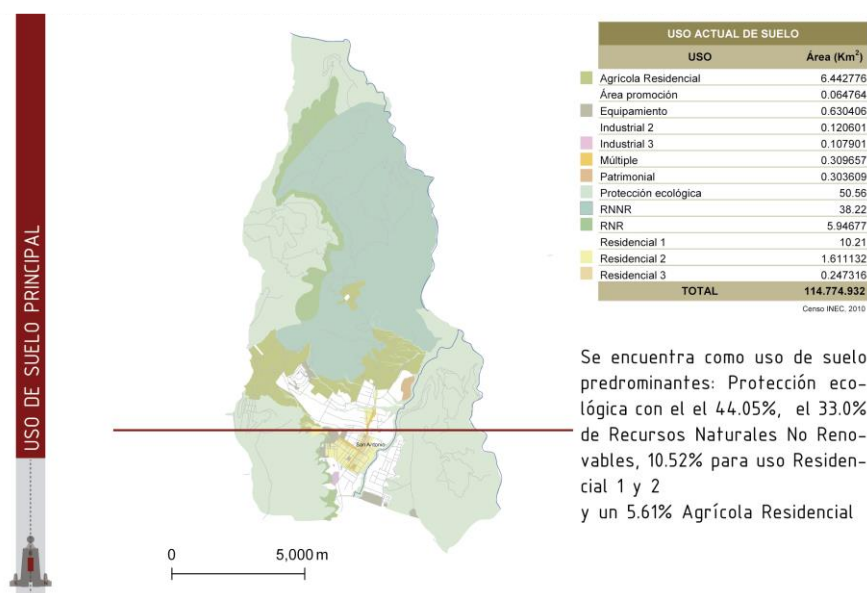 USO DE SUELO PRINCIPAL
San Antonio
0 5,000 m
USO ACTUAL DE SUELO
USO Área (Km²)
Agrícola Residencial 6.442776
Área promoción 0.064764
Equipamiento 0.630406
Industrial 2 0.120601
Industrial 3 0.107901
Múltiple 0.309657
Patrimonial 0.303609
Protección ecológica 50.56
RNNR 38.22
RNR 5.94677
Residencial 1 10.21
Residencial 2 1.611132
Residencial 3 0.247316
TOTAL 114.774.932
Censo INEC, 2010
Se encuentra como uso de suelo
predrominantes: Protección eco-
lógica con el el 44.05%, el 33.0%
de Recursos Naturales No Reno-
vables, 10.52% para uso Residen-
cial 1 y 2
y un 5.61% Agrícola Residencial